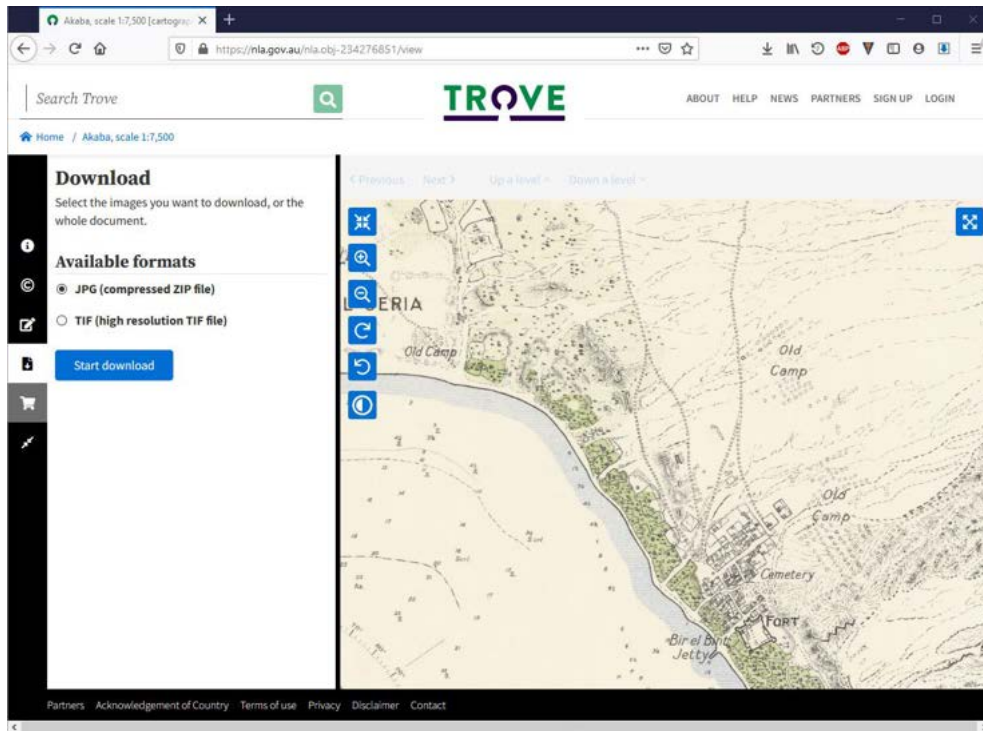 Akaba, scale 1:7,500 [cartograp
https://nla.gov.au/nla.obj-234276851/view
ABP
Search Trove
TROVE
ABOUT HELP NEWS PARTNERS SIGN UP LOGIN
Home / Akaba, scale 1:7,500
Download
Select the images you want to download, or the
whole document.
Available formats
JPG (compressed ZIP file)
TIF (high resolution TIF file)
Start download
Previous Next Up a level Down a level
ERIA
Old Camp
Old
Camp
Old
Camp
Cemetery
FORT
Bir el Bint
Jetty
Partners Acknowledgement of Country Terms of use Privacy Disclaimer Contact